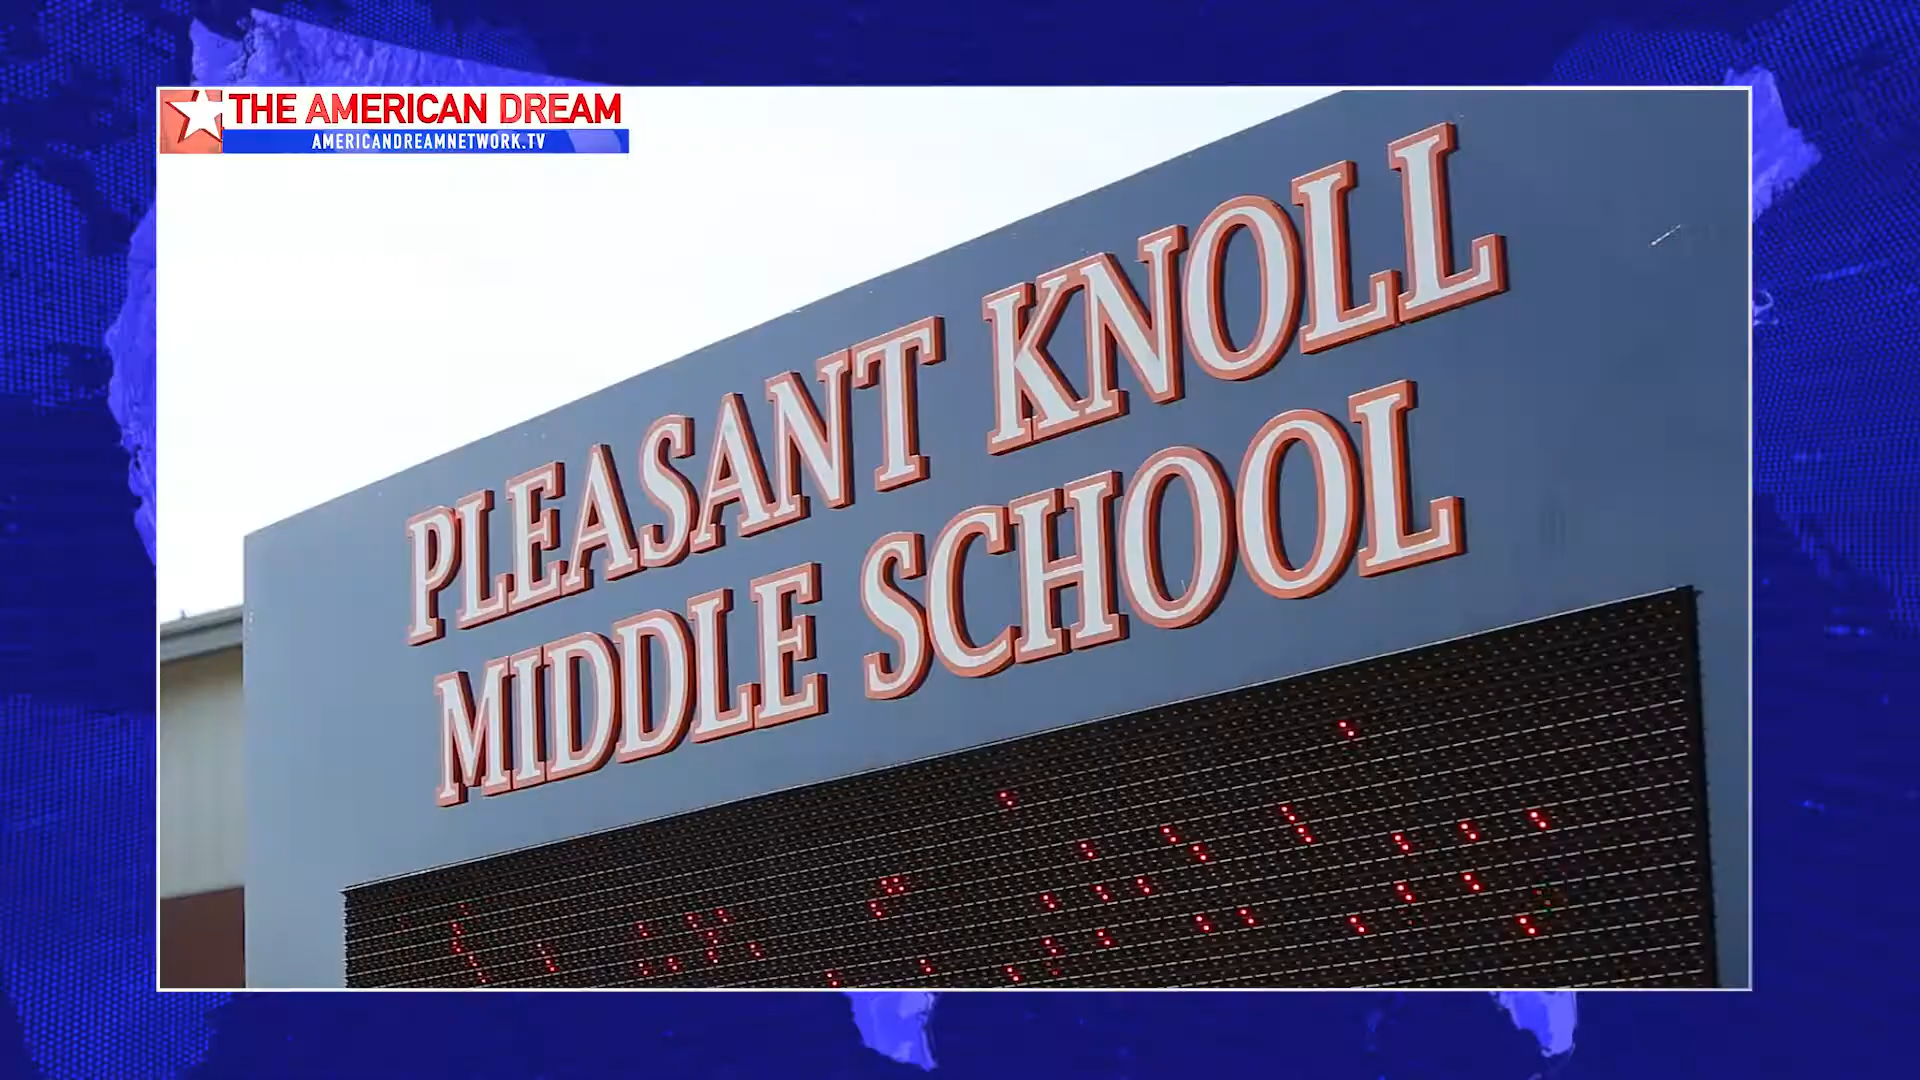 THE AMERICAN DREAM
AMERICANDREAMNETWORK.TV
PLEASANT KNOLL
MIDDLE SCHOOL